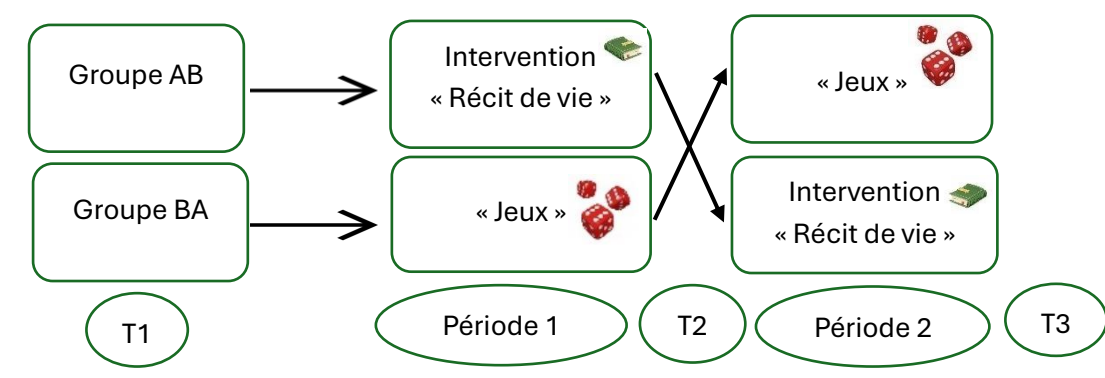 Groupe AB
Intervention
« Récit de vie »
« Jeux »
Groupe BA
« Jeux »
Intervention
« Récit de vie »
T1
Période 1
T2
Période 2
T3